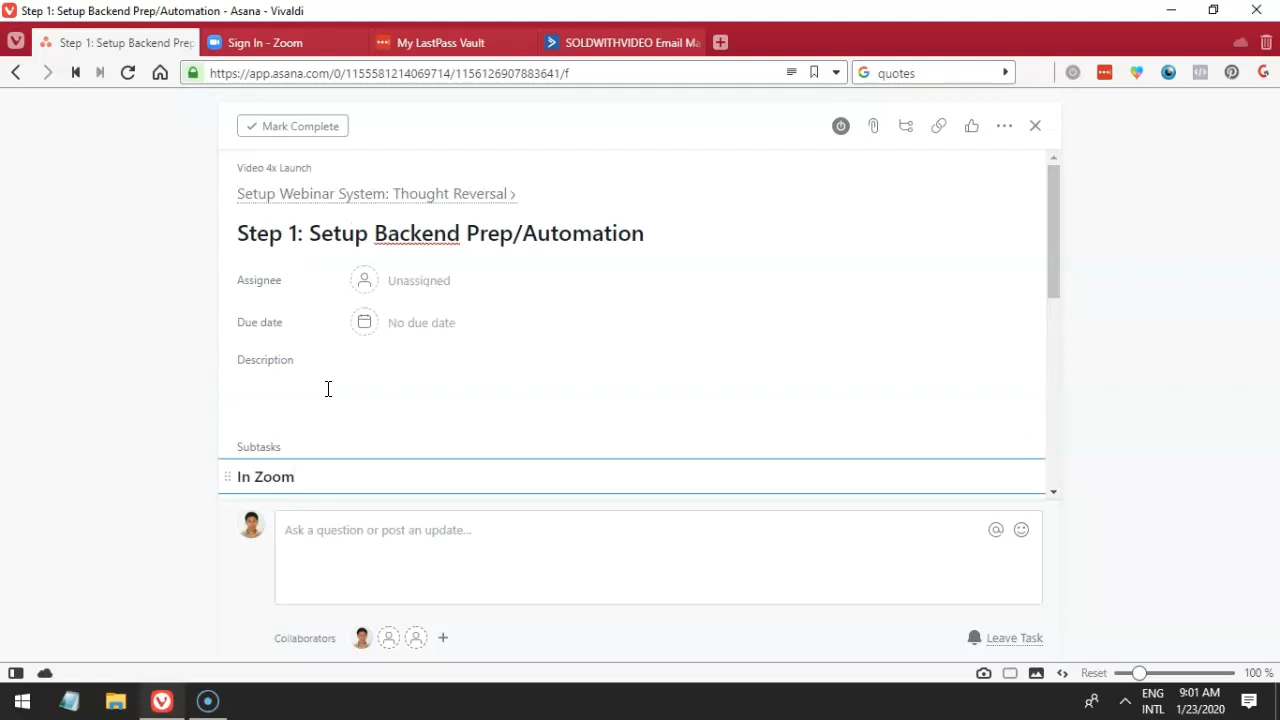 Step 1: Setup Backend Prep/Automation - Asana - Vivaldi
Step 1: Setup Backend Prep
Sign In - Zoom
My LastPass Vault
SOLDWITHVIDEO Email Ma
https://app.asana.com/0/1155581214069714/1156126907883641/f
quotes
Mark Complete
Video 4x Launch
Setup Webinar System: Thought Reversal >
Step 1: Setup Backend Prep/Automation
Assignee
Unassigned
Due date
No due date
Description
Subtasks
In Zoom
Ask a question or post an update...
Collaborators
Leave Task
Reset
100 %
ENG
INTL
9:01 AM
1/23/2020